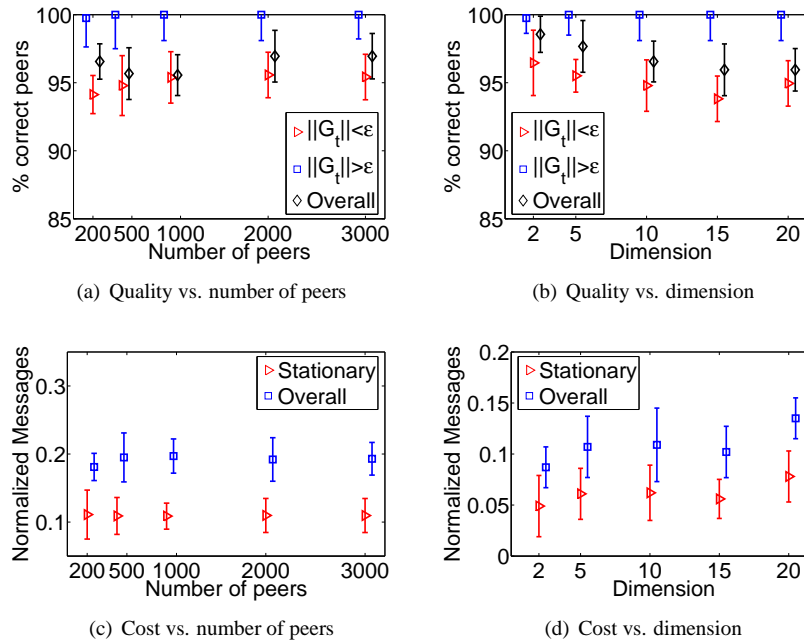 100
95
90
85
% correct peers
||G_t||<ε
||G_t||>ε
Overall
200 500 1000 2000 3000
Number of peers
(a) Quality vs. number of peers
100
95
90
85
% correct peers
||G_t||<ε
||G_t||>ε
Overall
2 5 10 15 20
Dimension
(b) Quality vs. dimension
0.3
0.2
0.1
Normalized Messages
Stationary
Overall
200 500 1000 2000 3000
Number of peers
(c) Cost vs. number of peers
0.2
0.15
0.1
0.05
0
Normalized Messages
Stationary
Overall
2 5 10 15 20
Dimension
(d) Cost vs. dimension